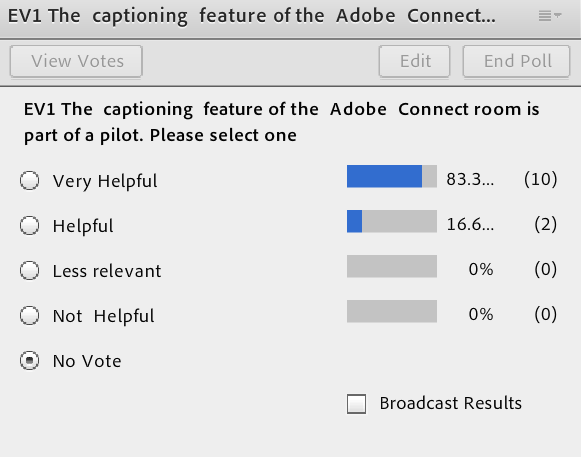 EV1 The captioning feature of the Adobe Connect...
View Votes Edit End Poll
EV1 The captioning feature of the Adobe Connect room is
part of a pilot. Please select one
Very Helpful 83.3... (10)
Helpful 16.6... (2)
Less relevant 0% (0)
Not Helpful 0% (0)
No Vote
Broadcast Results